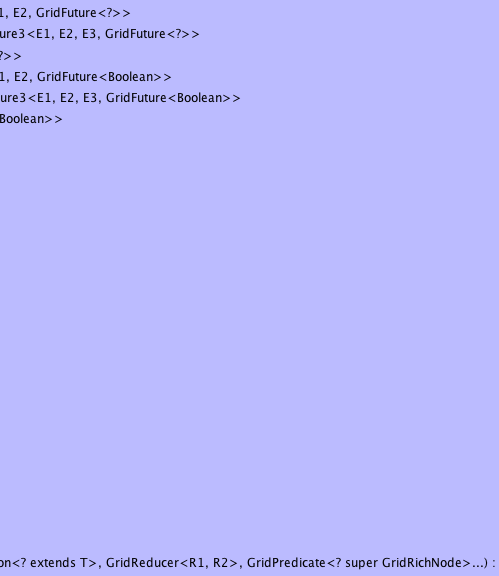 1, E2, GridFuture<?>>
ure3<E1, E2, E3, GridFuture<?>>
?>>
1, E2, GridFuture<Boolean>>
ure3<E1, E2, E3, GridFuture<Boolean>>
Boolean>>
on<? extends T>, GridReducer<R1, R2>, GridPredicate<? super GridRichNode>...) :